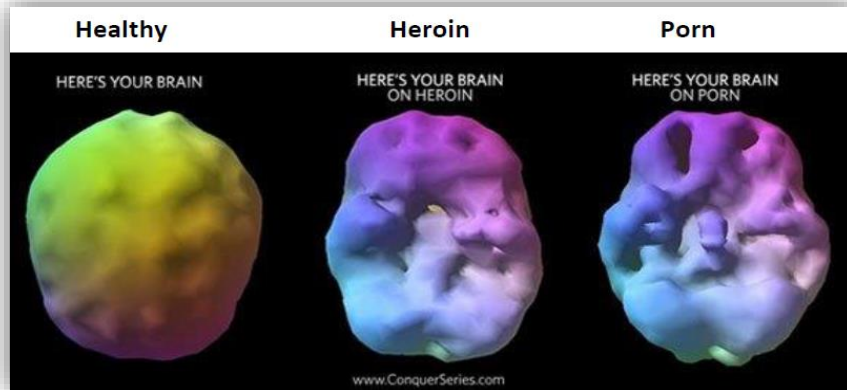 Healthy Heroin Porn
HERE'S YOUR BRAIN
HERE'S YOUR BRAIN
ON HEROIN
HERE'S YOUR BRAIN
ON PORN
www.ConquerSeries.com